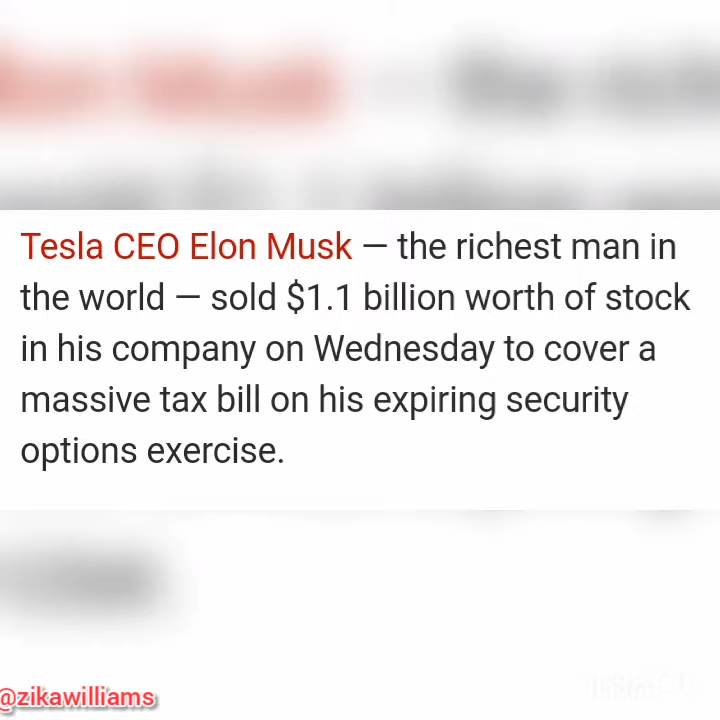 Tesla CEO Elon Musk — the richest man in
the world — sold $1.1 billion worth of stock
in his company on Wednesday to cover a
massive tax bill on his expiring security
options exercise.
@zikawilliams